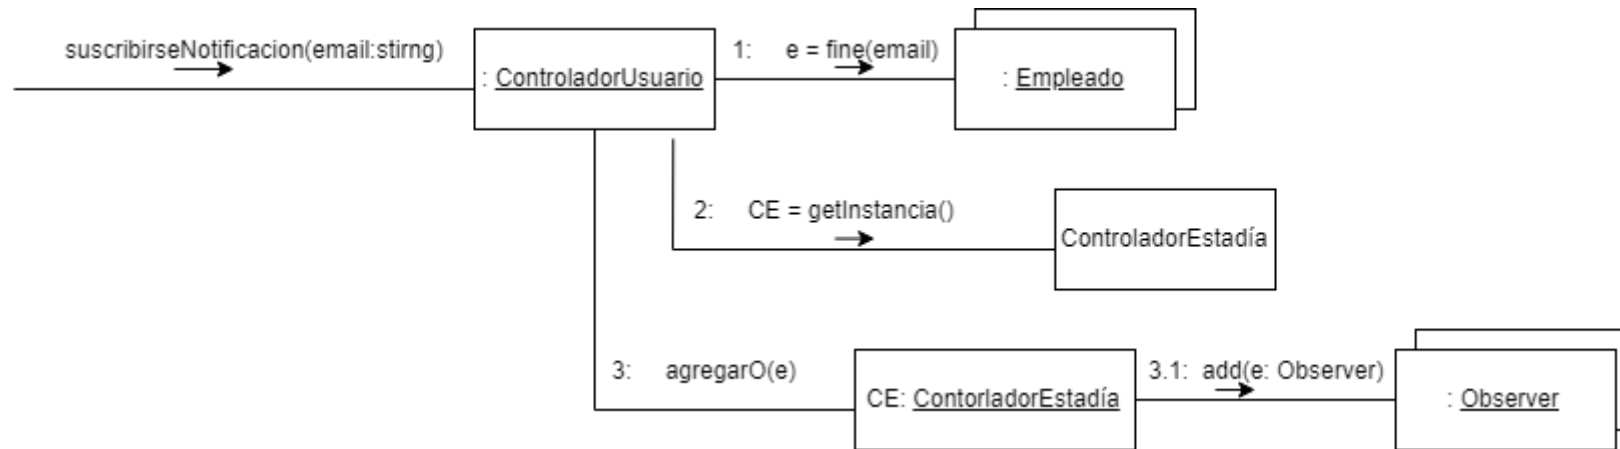 suscribirseNotificacion(email:stirng)
: ControladorUsuario
1: e = fine(email)
: Empleado
2: CE = getInstancia()
ControladorEstadía
3: agregarO(e)
CE: ContorladorEstadía
3.1: add(e: Observer)
: Observer